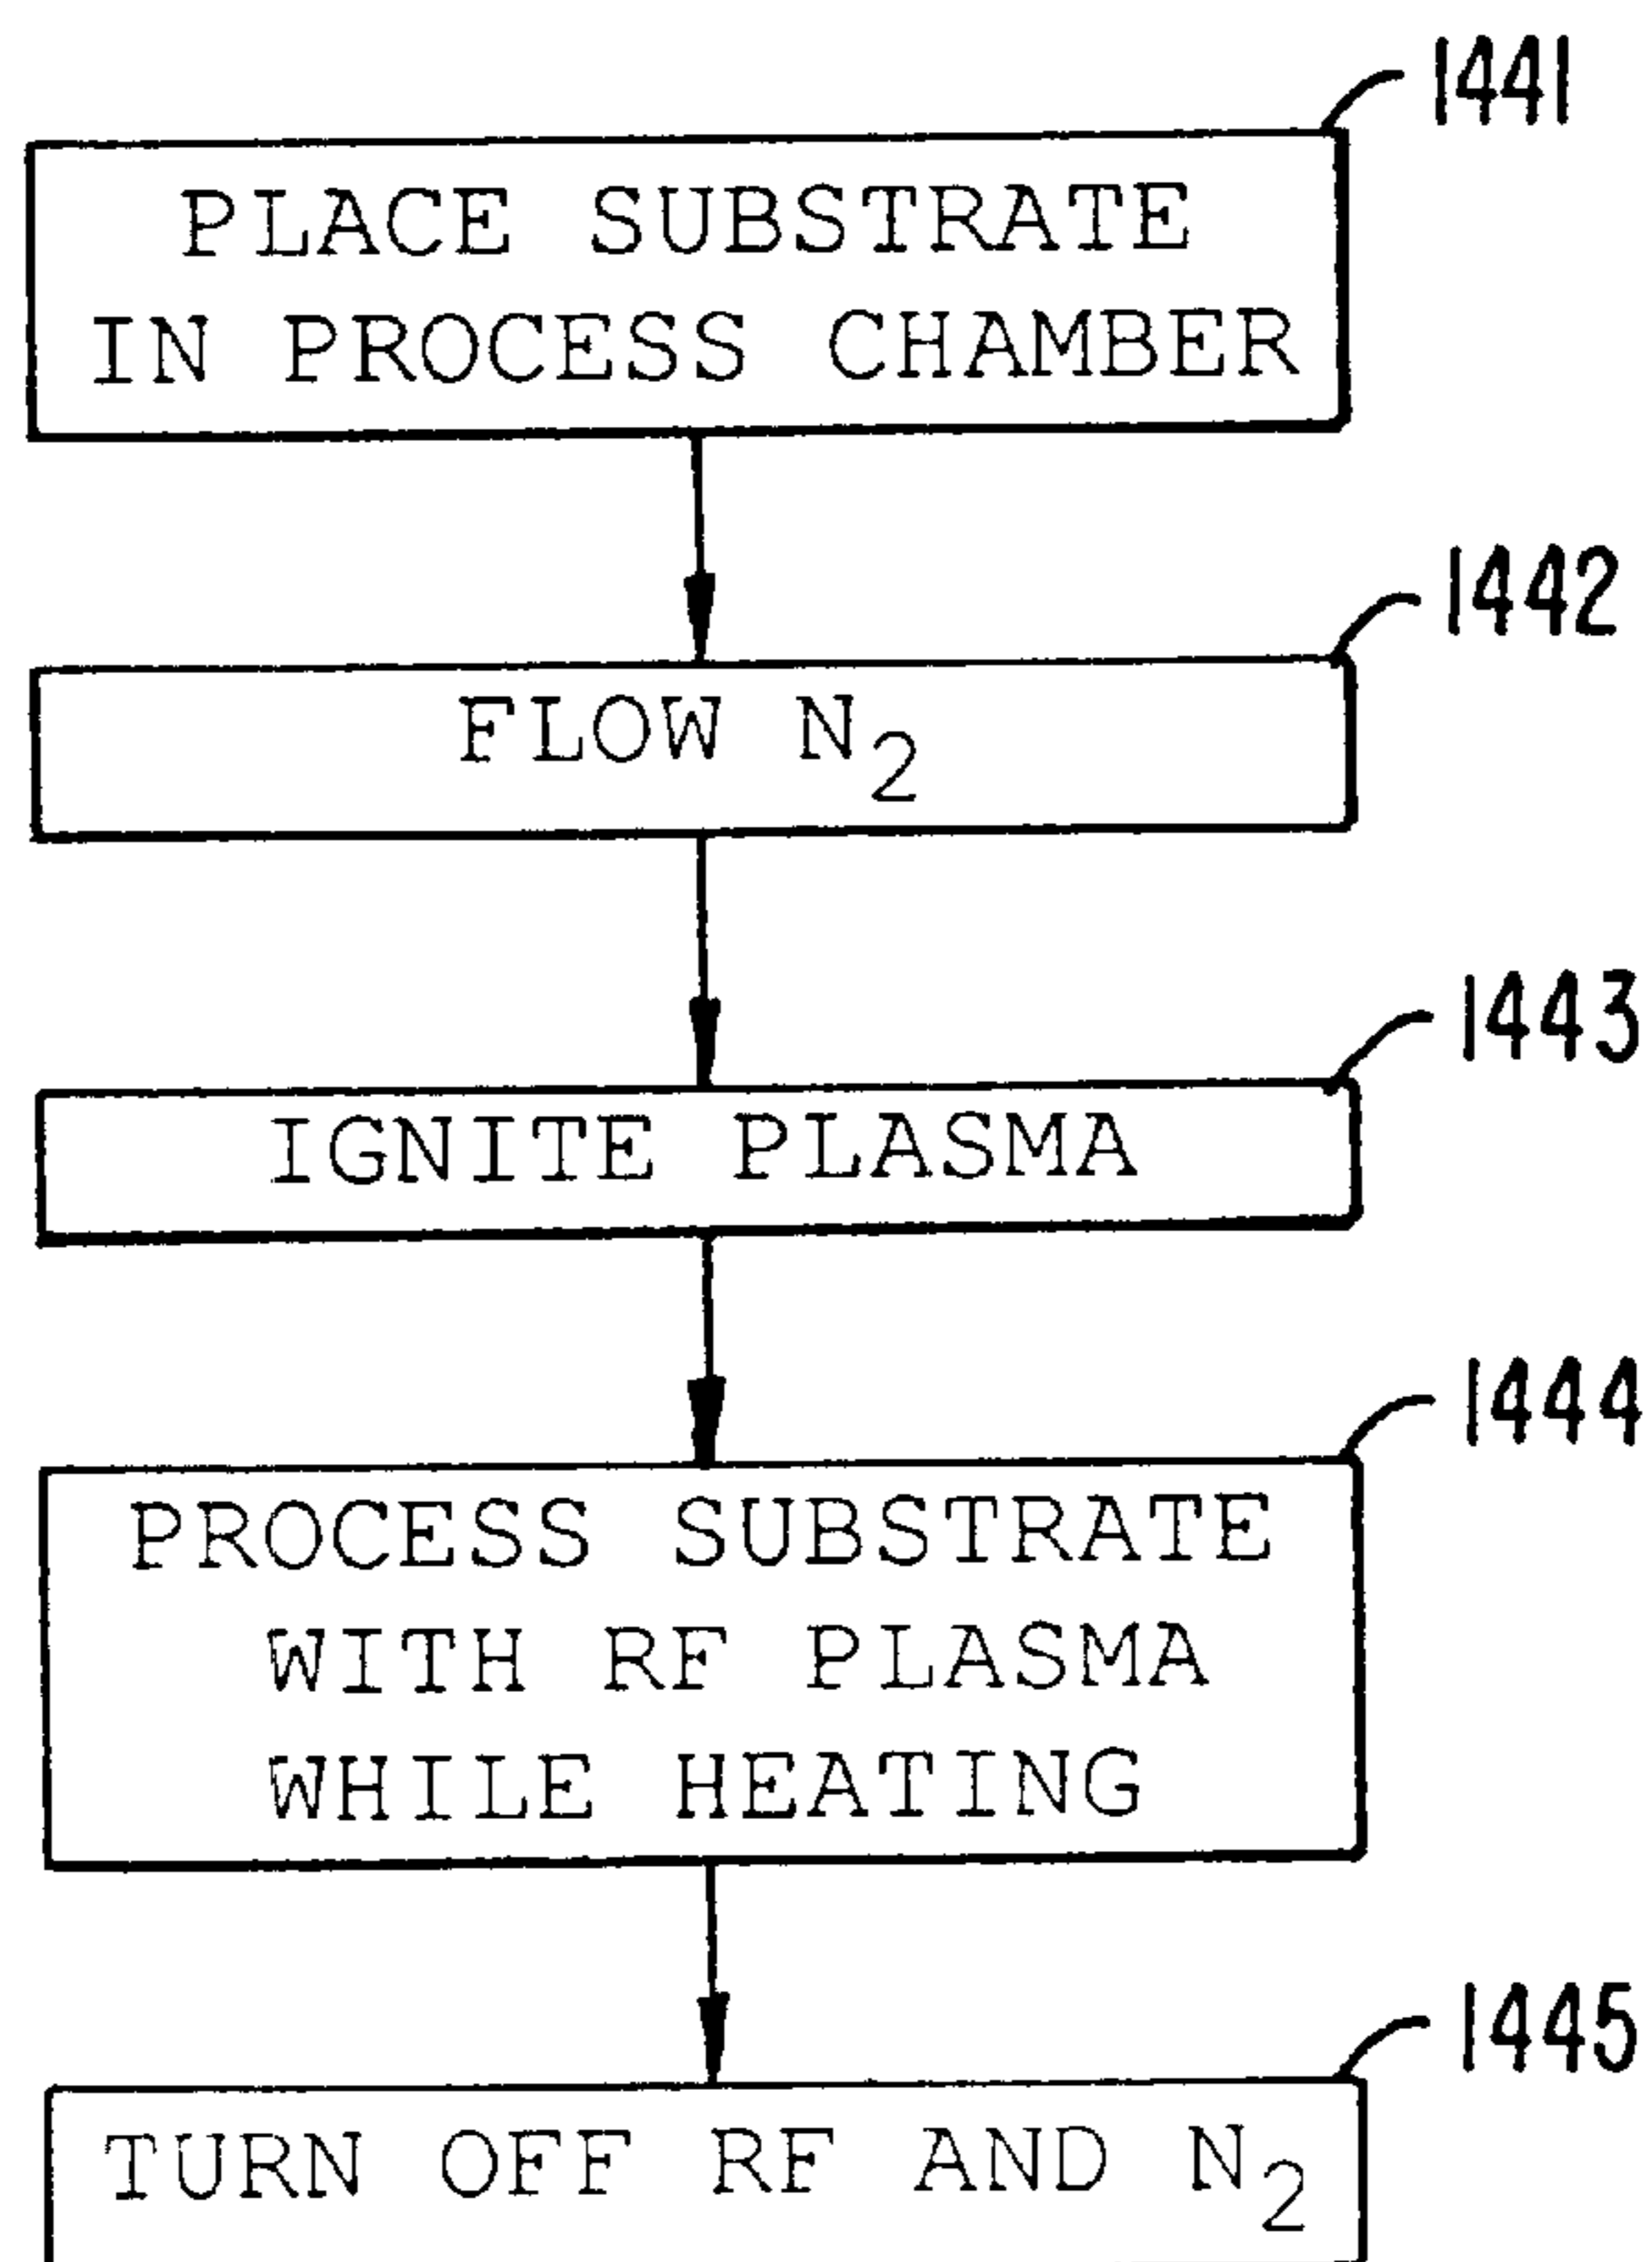 1441
PLACE SUBSTRATE
IN PROCESS CHAMBER
1442
FLOW N₂
1443
IGNITE PLASMA
1444
PROCESS SUBSTRATE
WITH RF PLASMA
WHILE HEATING
1445
TURN OFF RF AND N₂